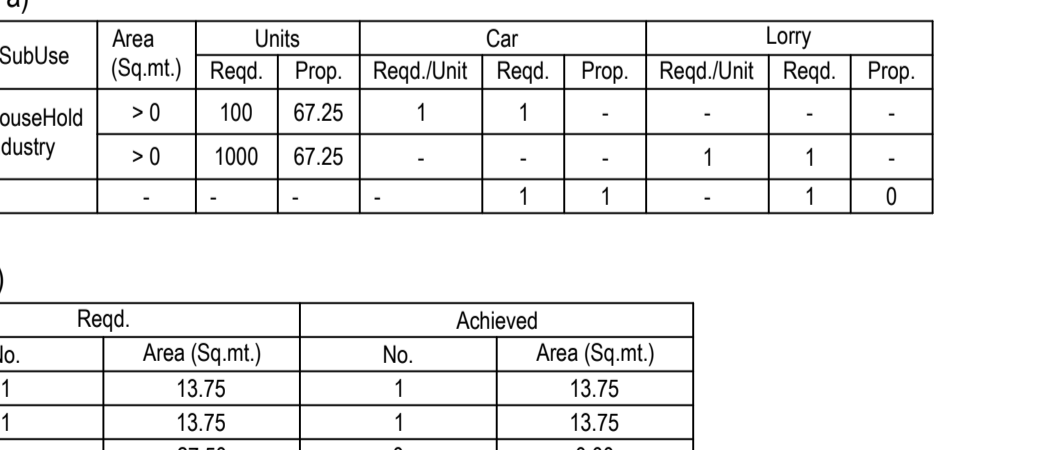 a)
SubUse Area (Sq.mt.) Units Car Lorry
Reqd. Prop. Reqd./Unit Reqd. Prop. Reqd./Unit Reqd. Prop.
ouseHold > 0 100 67.25 1 1 - - - -
dustry > 0 1000 67.25 - - - 1 1 -
- - - - 1 1 - 1 0
)
Reqd. Achieved
No. Area (Sq.mt.) No. Area (Sq.mt.)
1 13.75 1 13.75
1 13.75 1 13.75